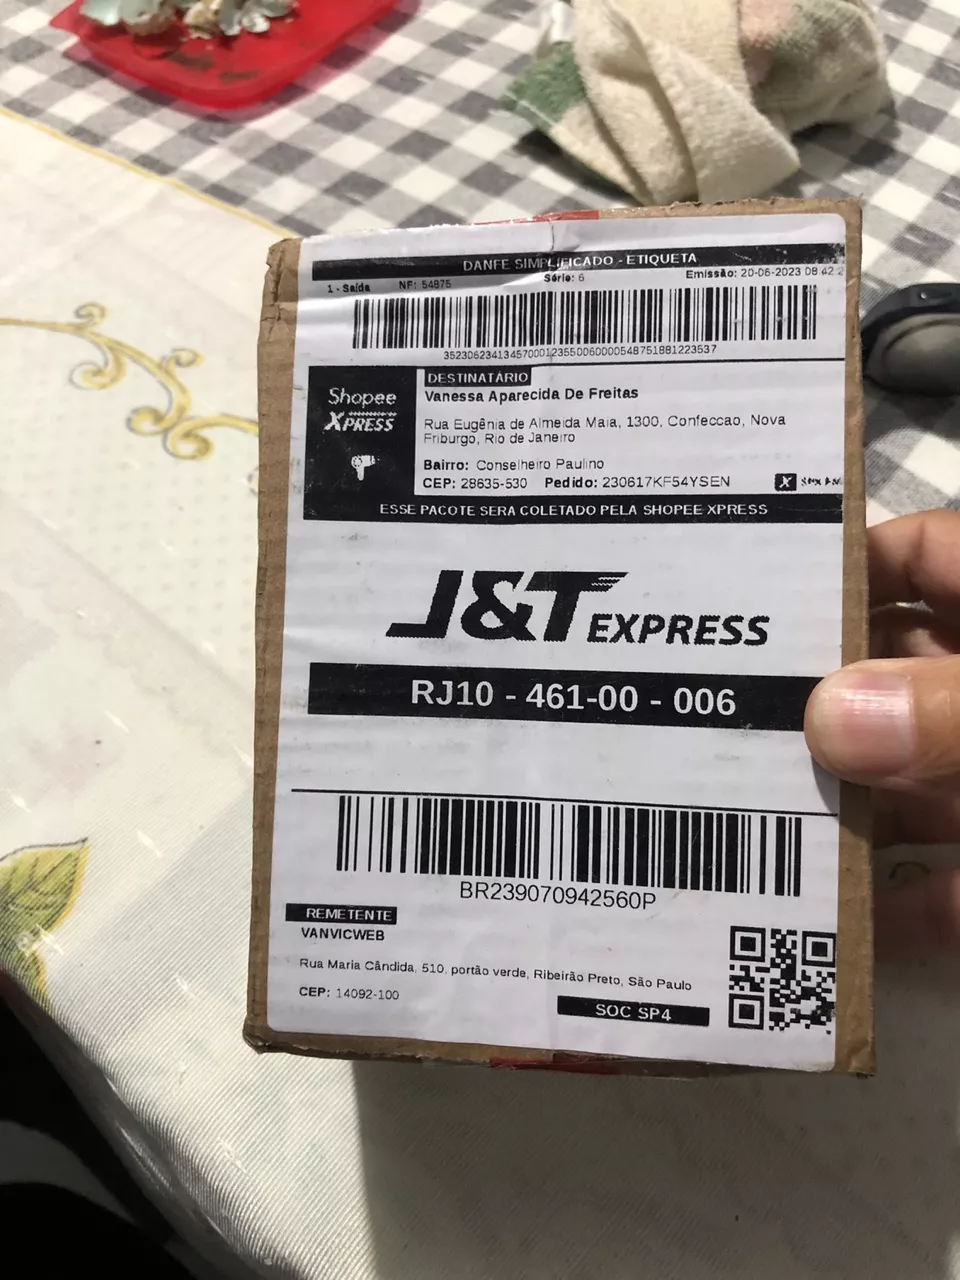 DANFE SIMPLIFICADO - ETIQUETA
1 - Saída NF: 54875 Série: 6 Emissão: 20-06-2023 08:42:2
35230623413457000123550060000548751881223537
Shopee
XPRESS
DESTINATÁRIO
Vanessa Aparecida De Freitas
Rua Eugênia de Almeida Maia, 1300, Confeccao, Nova
Friburgo, Rio de Janeiro
Bairro: Conselheiro Paulino
CEP: 28635-530 Pedido: 230617KF54YSEN
ESSE PACOTE SERA COLETADO PELA SHOPEE XPRESS
J&T EXPRESS
RJ10 - 461-00 - 006
BR239070942560P
REMETENTE
VANVICWEB
Rua Maria Cândida, 510, portão verde, Ribeirão Preto, São Paulo
CEP: 14092-100
SOC SP4